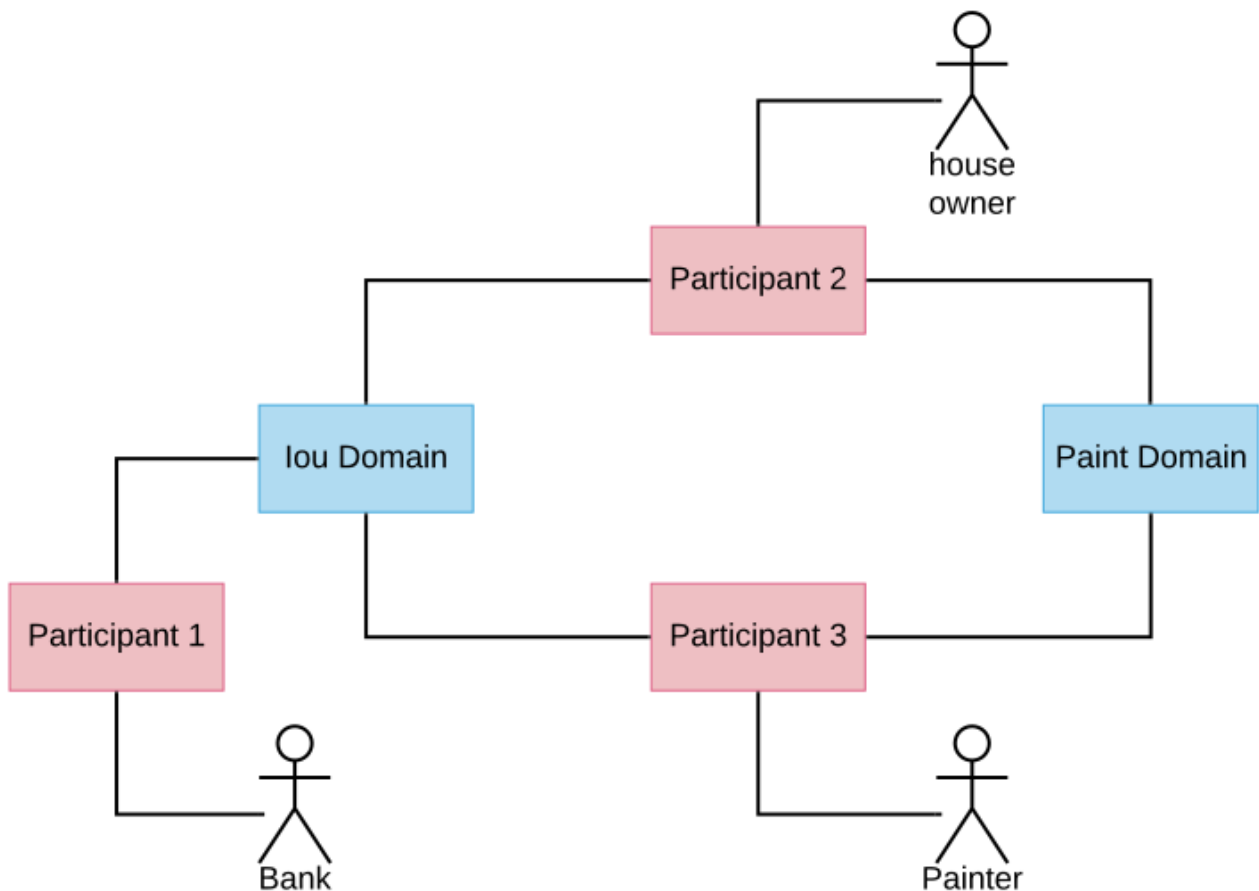 house
owner
Participant 2
Iou Domain
Paint Domain
Participant 1
Participant 3
Bank
Painter